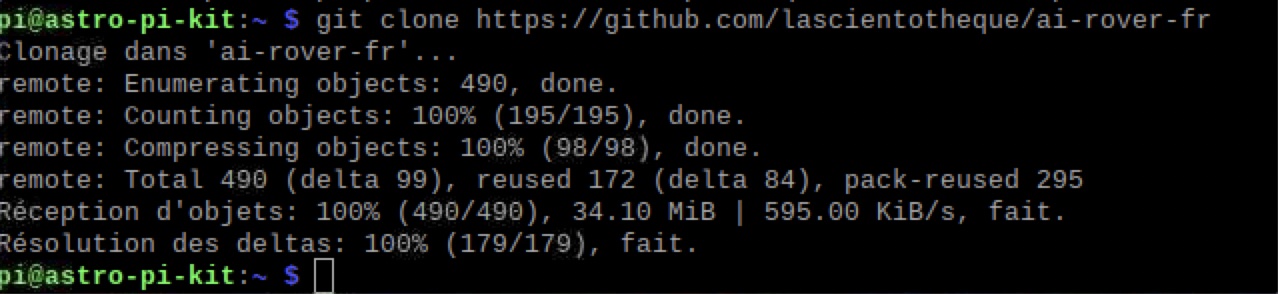 pi@astro-pi-kit:~ $ git clone https://github.com/lascientotheque/ai-rover-fr
Clonage dans 'ai-rover-fr'...
remote: Enumerating objects: 490, done.
remote: Counting objects: 100% (195/195), done.
remote: Compressing objects: 100% (98/98), done.
remote: Total 490 (delta 99), reused 172 (delta 84), pack-reused 295
Réception d'objets: 100% (490/490), 34.10 MiB | 595.00 KiB/s, fait.
Résolution des deltas: 100% (179/179), fait.
pi@astro-pi-kit:~ $